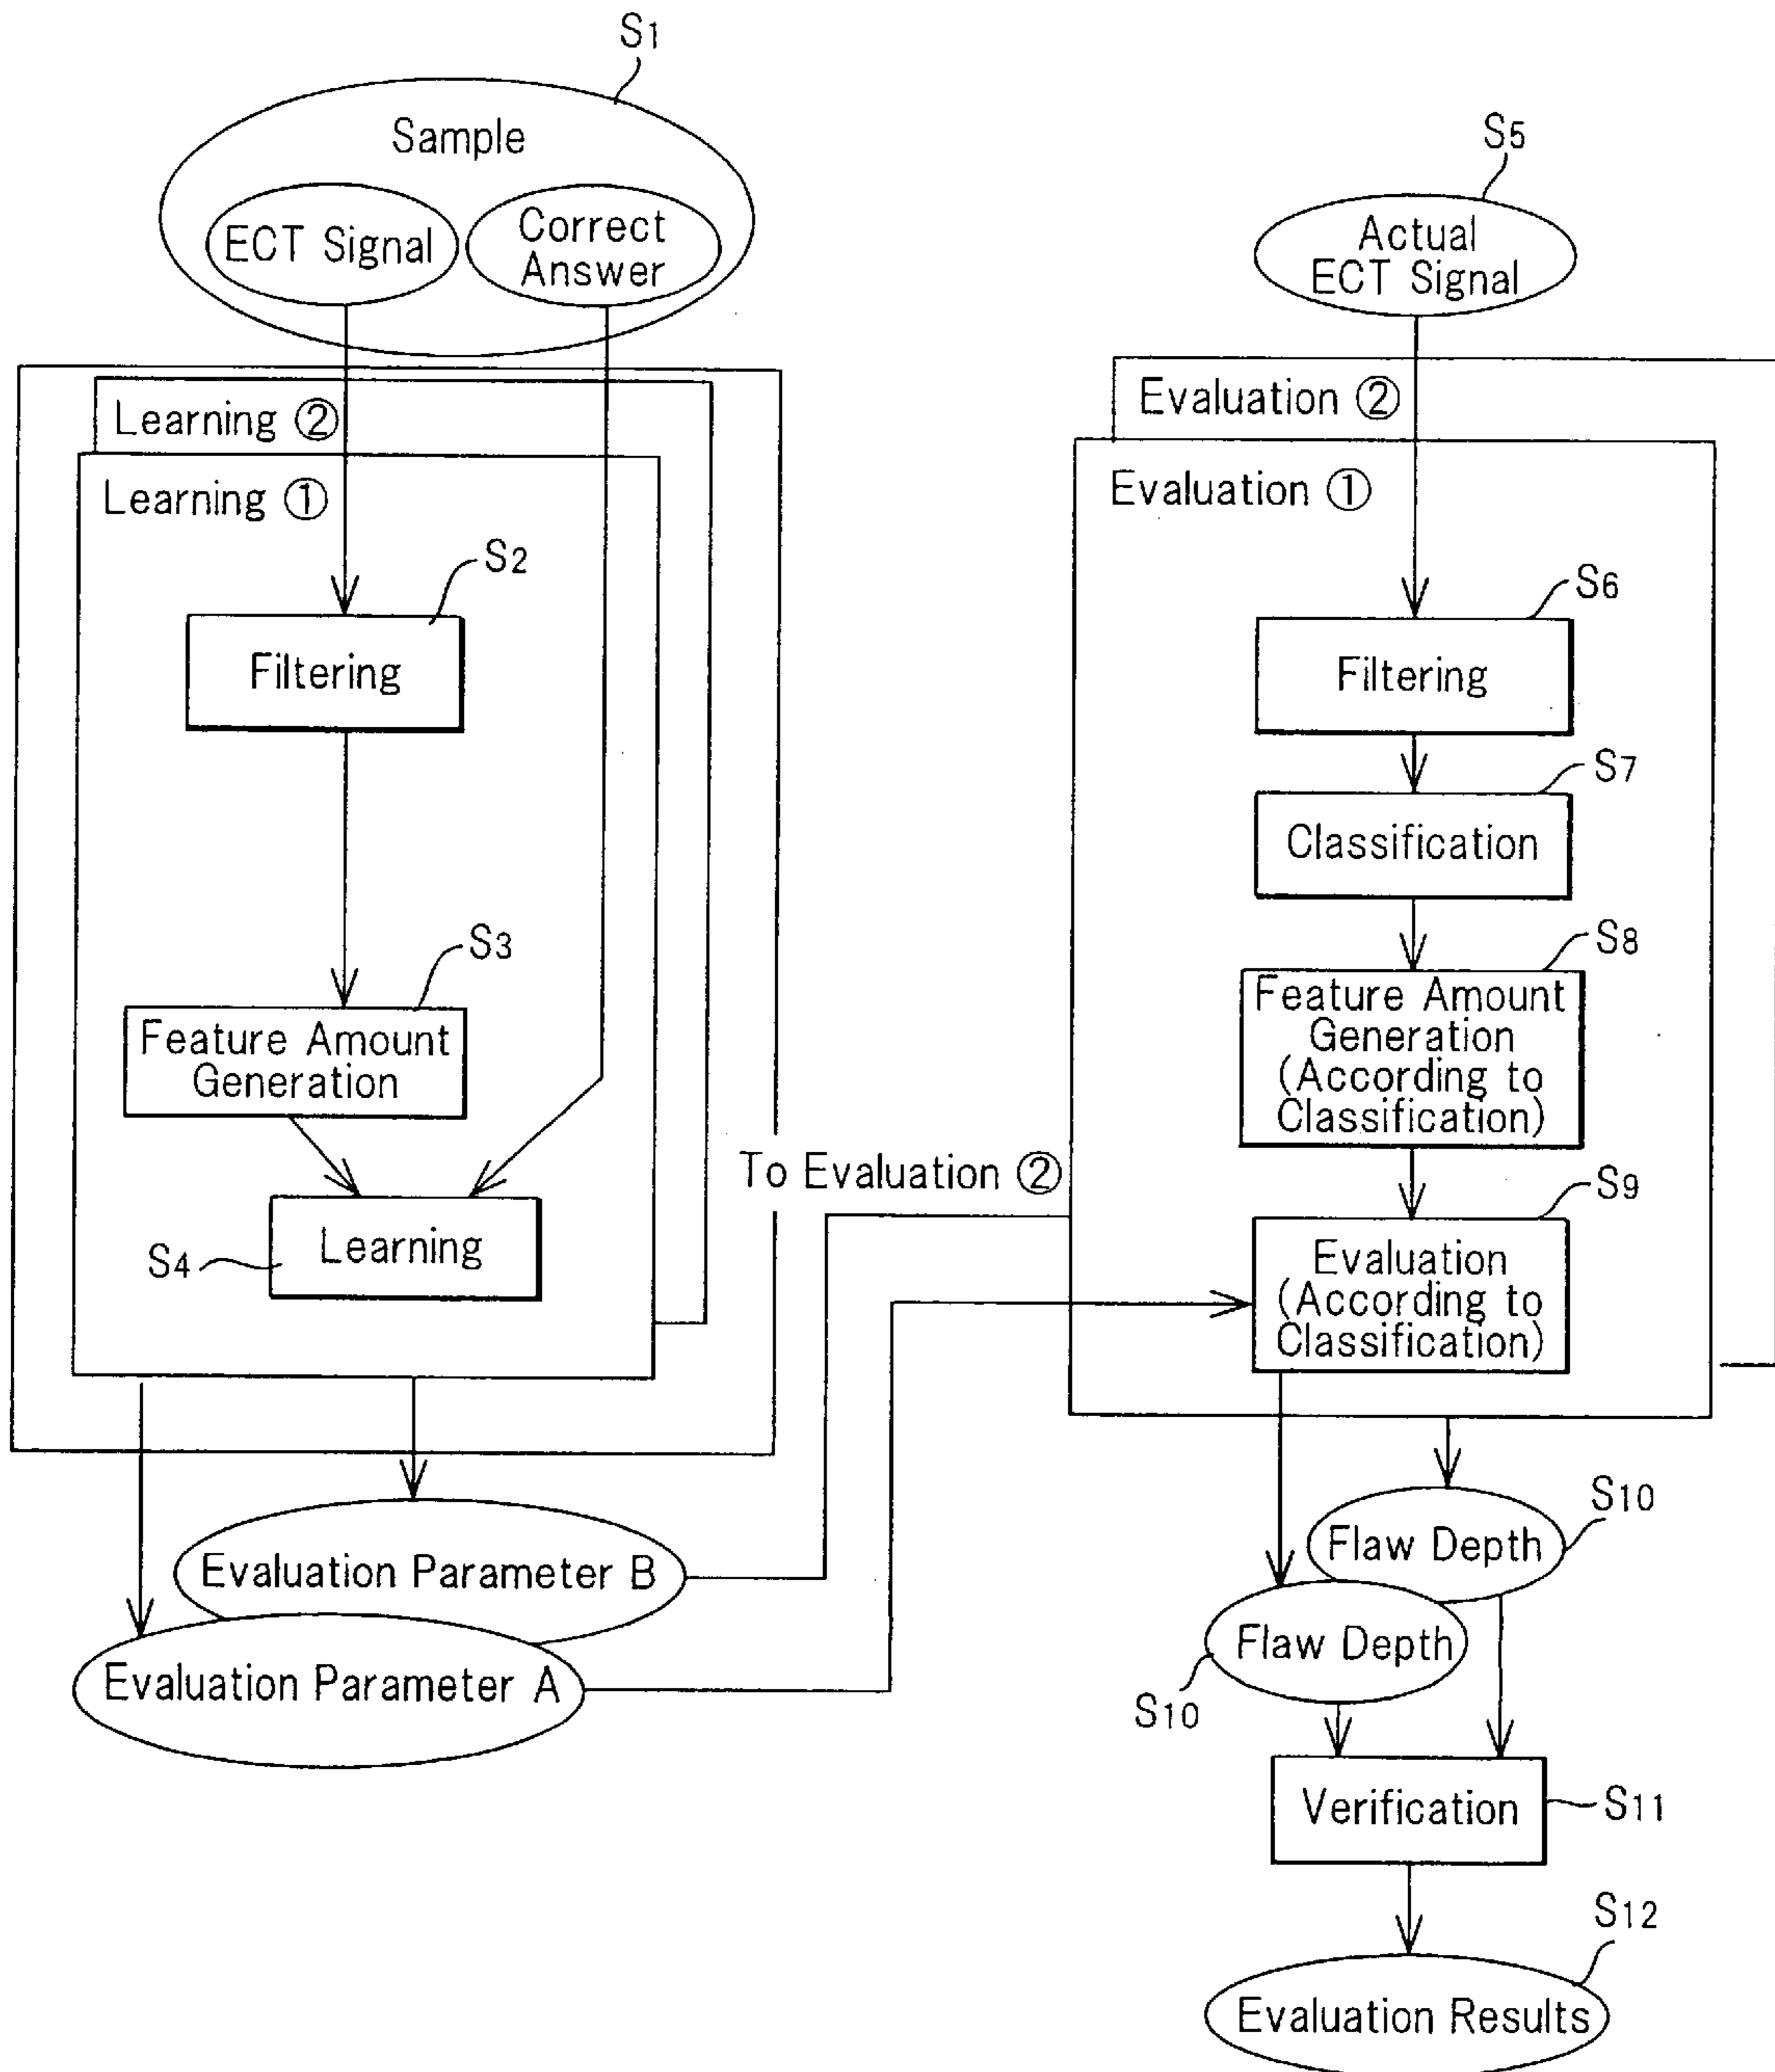 S1
Sample
ECT Signal
Correct
Answer
Learning ②
Learning ①
S2
Filtering
S3
Feature Amount
Generation
S4
Learning
To Evaluation ②
Evaluation Parameter B
Evaluation Parameter A
S5
Actual
ECT Signal
Evaluation ②
Evaluation ①
S6
Filtering
S7
Classification
S8
Feature Amount
Generation
(According to
Classification)
S9
Evaluation
(According to
Classification)
S10
Flaw Depth
Flaw Depth
S10
Verification
S11
S12
Evaluation Results